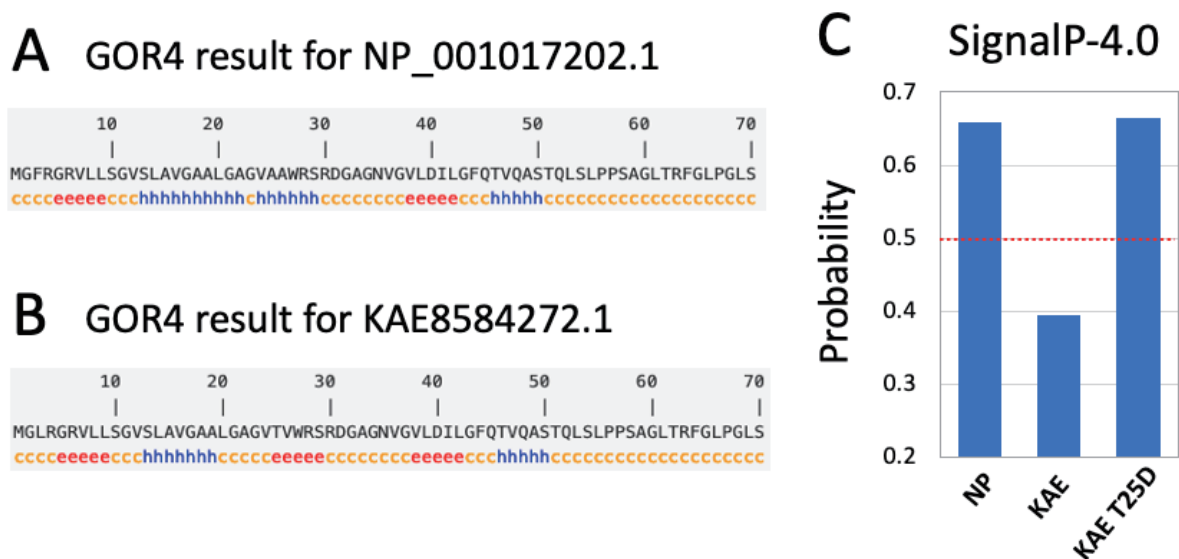 A GOR4 result for NP_001017202.1
10 20 30 40 50 60 70
| | | | | | |
MGFRGRVLLSGVSLAVGAALGAGVAAWRSRDGAGNVGVLDILGFQTVQASTQLSLPPSAGLTRFGLPGLS
cccceeeeeccchhhhhhhhhhchhhhhhcccccccceeeeeccchhhhhcccccccccccccccccccc
B GOR4 result for KAE8584272.1
10 20 30 40 50 60 70
| | | | | | |
MGLRGRVLLSGVSLAVGAALGAGVTVWRSRDGAGNVGVLDILGFQTVQASTQLSLPPSAGLTRFGLPGLS
cccceeeeeccchhhhhhhccccceeeeecccccccceeeeeccchhhhhcccccccccccccccccccc
C SignalP-4.0
Probability
0.7
0.6
0.5
0.4
0.3
0.2
NP
KAE
KAE T25D